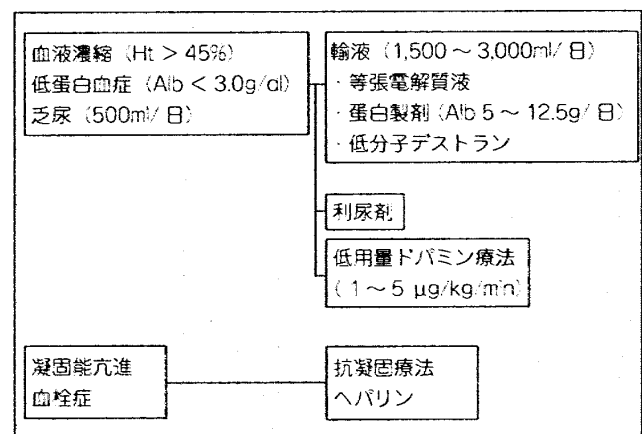 血液濃縮 (Ht > 45%)
低蛋白血症 (Alb < 3.0g/dl)
乏尿 (500ml/ 日)
輸液 (1,500 ～ 3,000ml/ 日)
・等張電解質液
・蛋白製剤 (Alb 5 ～ 12.5g/ 日)
・低分子デストラン
利尿剤
低用量ドパミン療法
( 1 ～ 5 μg/kg/min)
凝固能亢進
血栓症
抗凝固療法
ヘパリン